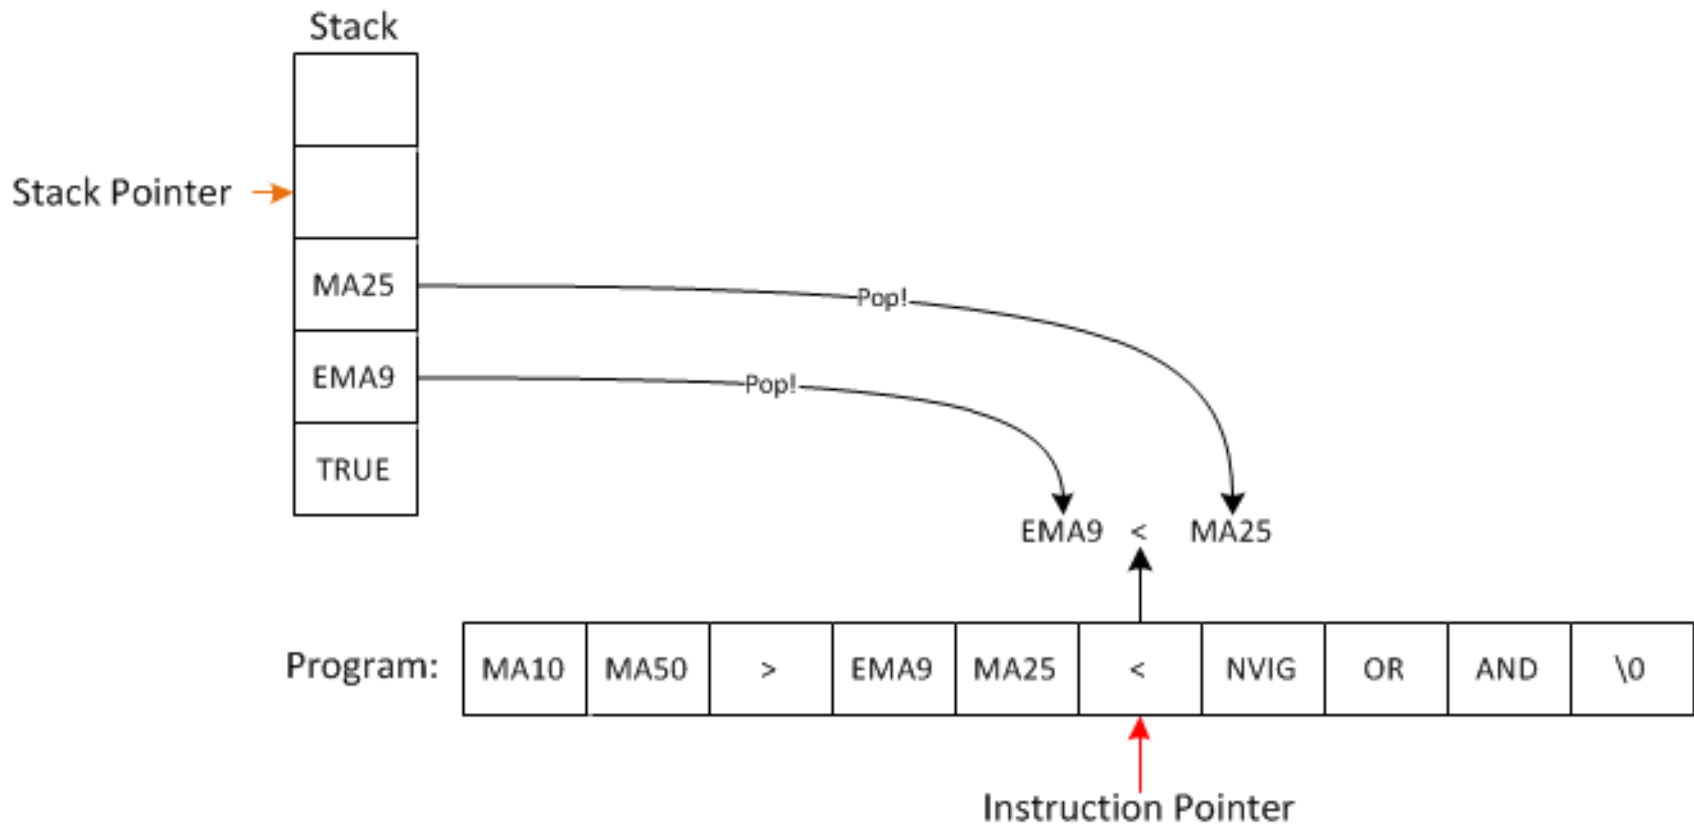 Stack
Stack Pointer
MA25
Pop!
EMA9
Pop!
TRUE
EMA9 < MA25
Program: MA10 MA50 > EMA9 MA25 < NVIG OR AND \0
Instruction Pointer